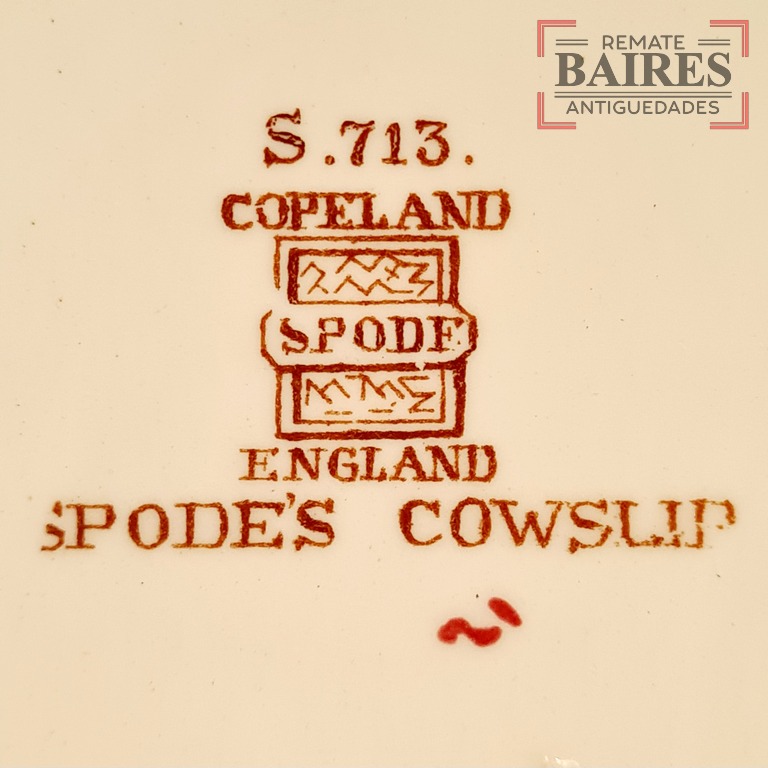 REMATE
BAIRES
ANTIGUEDADES
S.713.
COPELAND
SPODE
ENGLAND
SPODE'S COWSLIP